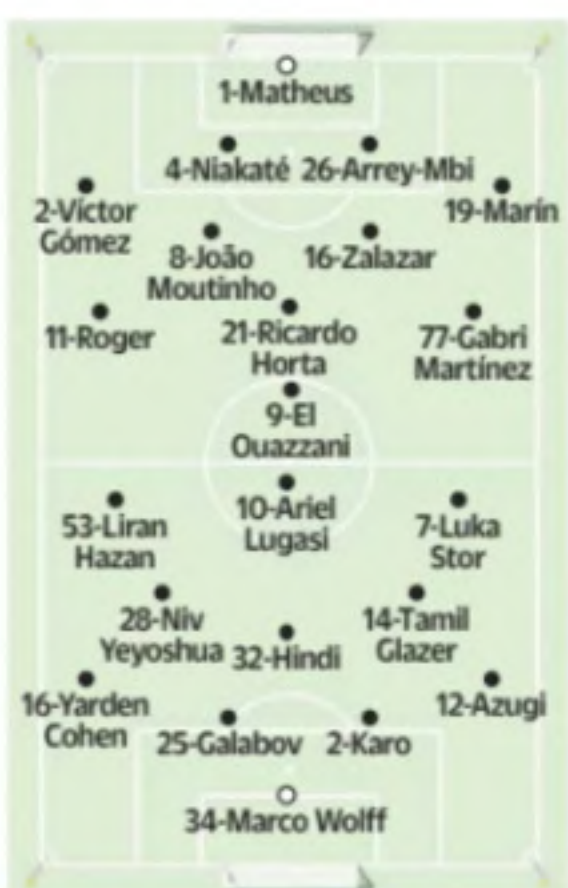 1-Matheus
4-Niakaté 26-Arrey-Mbi
2-Víctor
Gómez
19-Marín
8-João
Moutinho
16-Zalazar
11-Roger
21-Ricardo
Horta
77-Gabri
Martínez
9-El
Ouazzani
10-Ariel
Lugasi
53-Liran
Hazan
7-Luka
Stor
28-Niv
Yeyoshua
32-Hindi
14-Tamil
Glazer
16-Yarden
Cohen
12-Azugi
25-Galabov 2-Karo
34-Marco Wolff